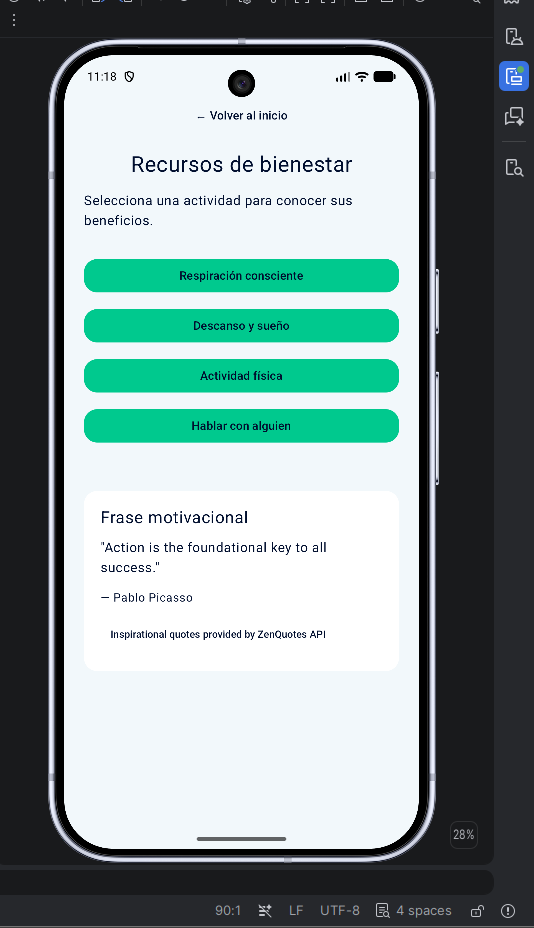 11:18
← Volver al inicio
Recursos de bienestar
Selecciona una actividad para conocer sus
beneficios.
Respiración consciente
Descanso y sueño
Actividad física
Hablar con alguien
Frase motivacional
"Action is the foundational key to all
success."
— Pablo Picasso
Inspirational quotes provided by ZenQuotes API
28%
90:1 LF UTF-8 4 spaces